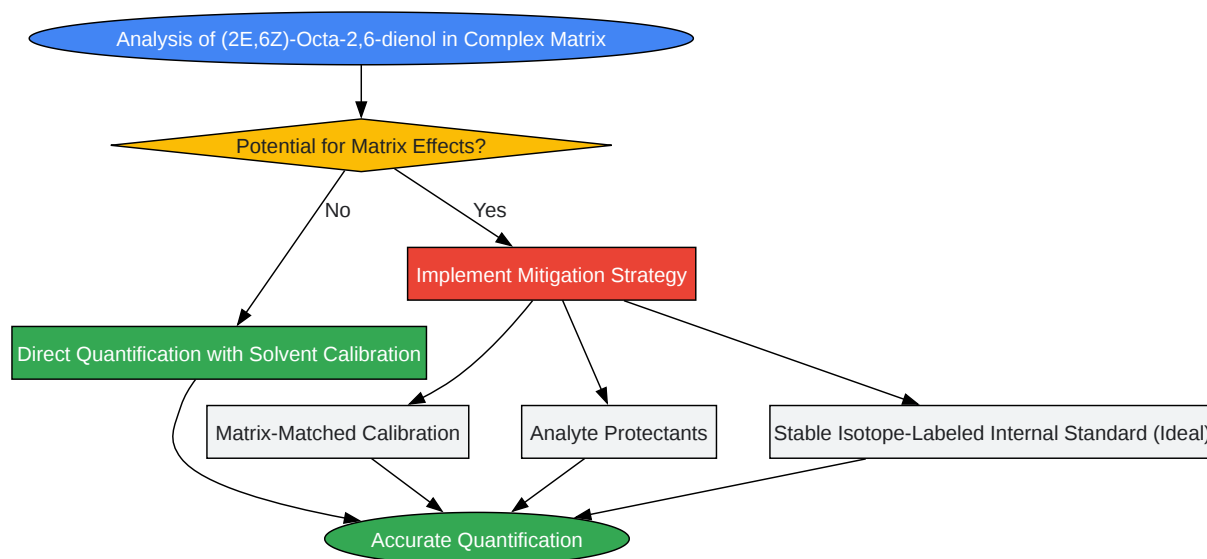 Analysis of (2E,6Z)-Octa-2,6-dienol in Complex Matrix
Potential for Matrix Effects?
No
Yes
Implement Mitigation Strategy
Direct Quantification with Solvent Calibration
Matrix-Matched Calibration
Analyte Protectants
Stable Isotope-Labeled Internal Standard (Ideal)
Accurate Quantification